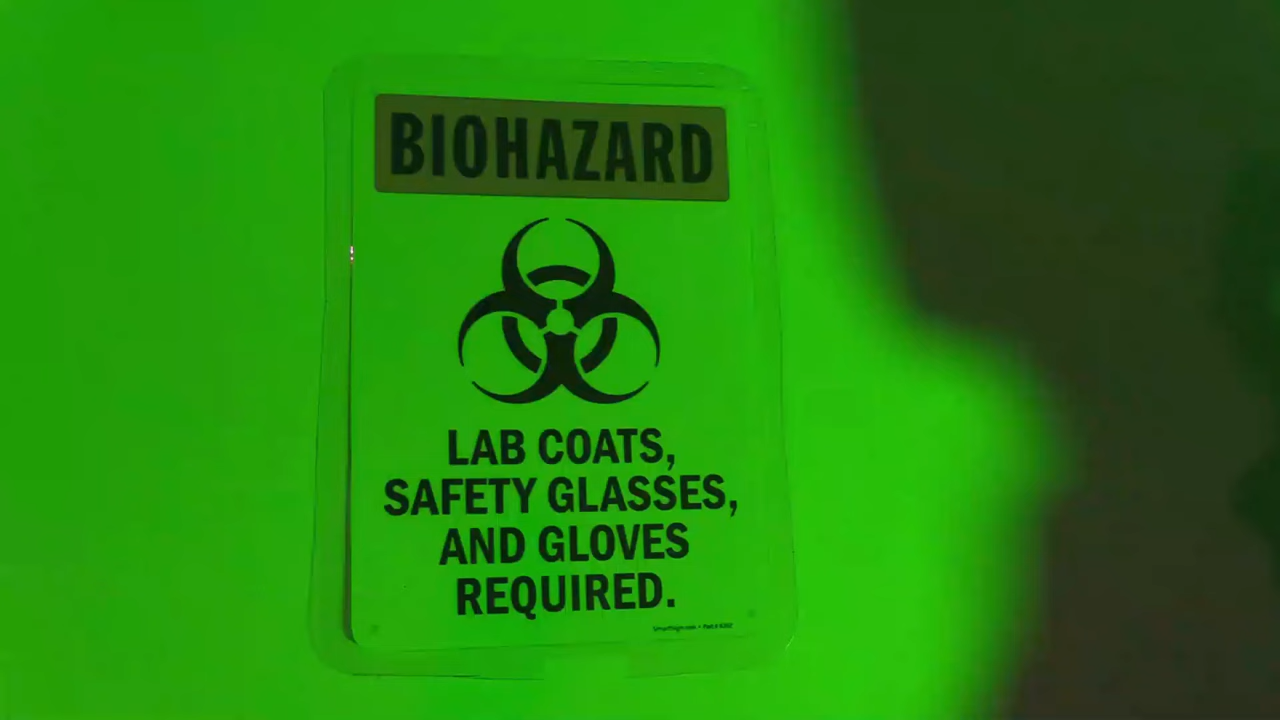 BIOHAZARD
LAB COATS,
SAFETY GLASSES,
AND GLOVES
REQUIRED.